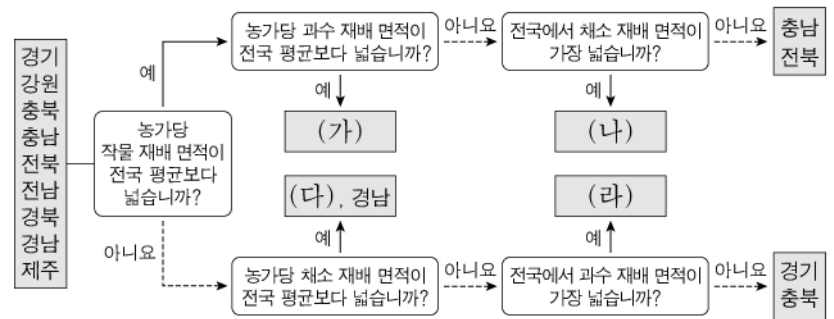 경기
강원
충북
충남
전북
전남
경북
경남
제주
농가당
작물 재배 면적이
전국 평균보다
넓습니까?
예
농가당 과수 재배 면적이
전국 평균보다 넓습니까?
아니요
전국에서 채소 재배 면적이
가장 넓습니까?
아니요
충남
전북
예
(가)
예
(나)
(다), 경남
(라)
예
예
아니요
농가당 채소 재배 면적이
전국 평균보다 넓습니까?
아니요
전국에서 과수 재배 면적이
가장 넓습니까?
아니요
경기
충북